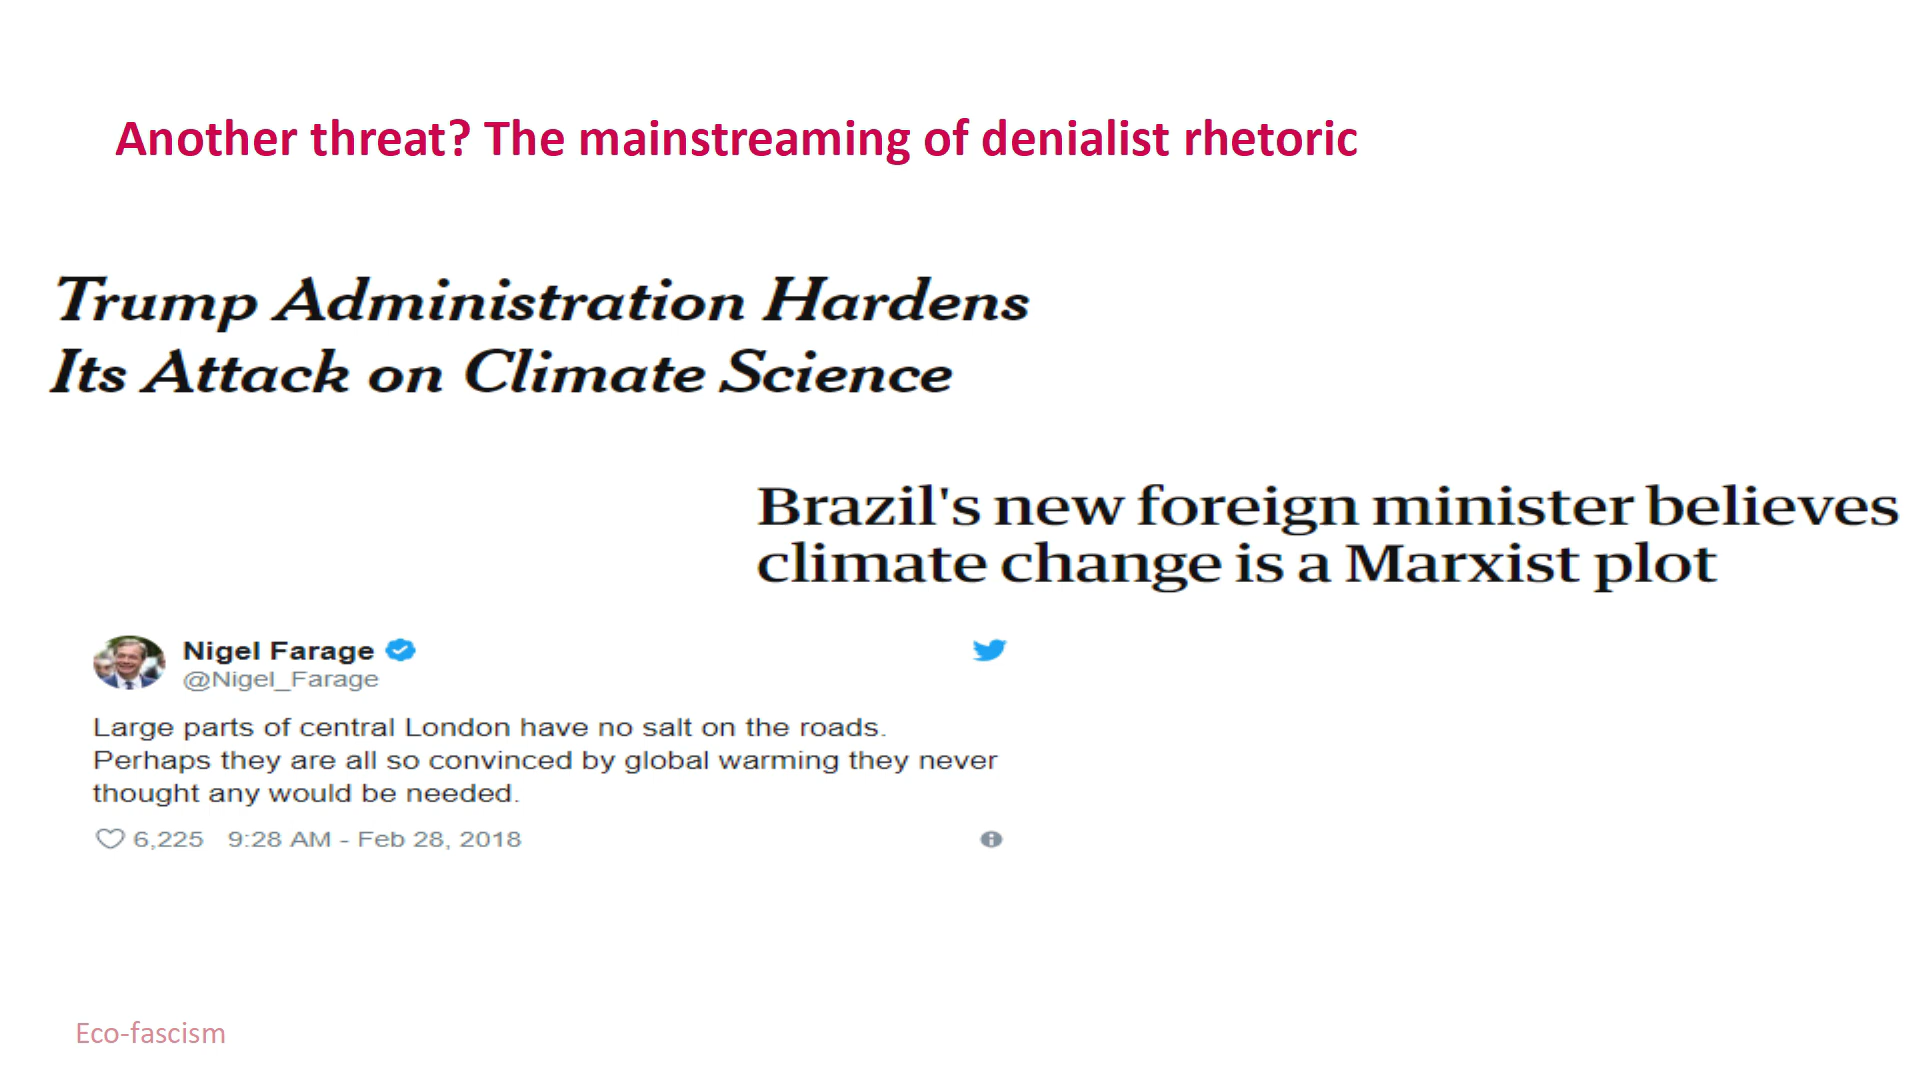 Another threat? The mainstreaming of denialist rhetoric
Trump Administration Hardens
Its Attack on Climate Science
Brazil's new foreign minister believes
climate change is a Marxist plot
Nigel Farage
@Nigel_Farage
Large parts of central London have no salt on the roads.
Perhaps they are all so convinced by global warming they never
thought any would be needed.
6,225 9:28 AM - Feb 28, 2018
Eco-fascism